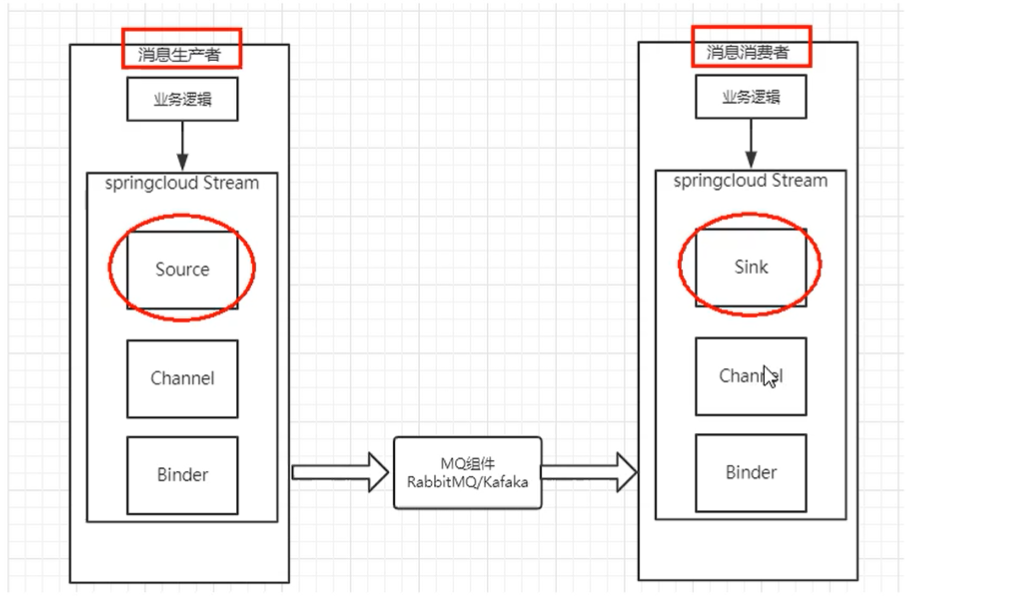 消息生产者
业务逻辑
springcloud Stream
Source
Channel
Binder
MQ组件
RabbitMQ/Kafaka
消息消费者
业务逻辑
springcloud Stream
Sink
Channel
Binder